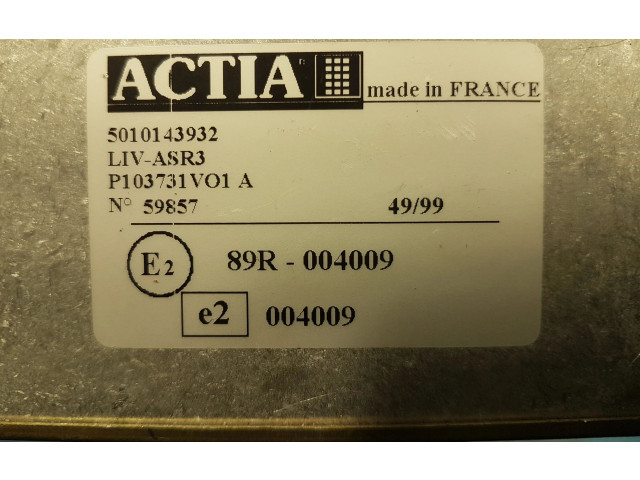 ACTIA made in FRANCE
5010143932
LIV-ASR3
P103731VO1 A
N° 59857 49/99
E2 89R - 004009
e2 004009